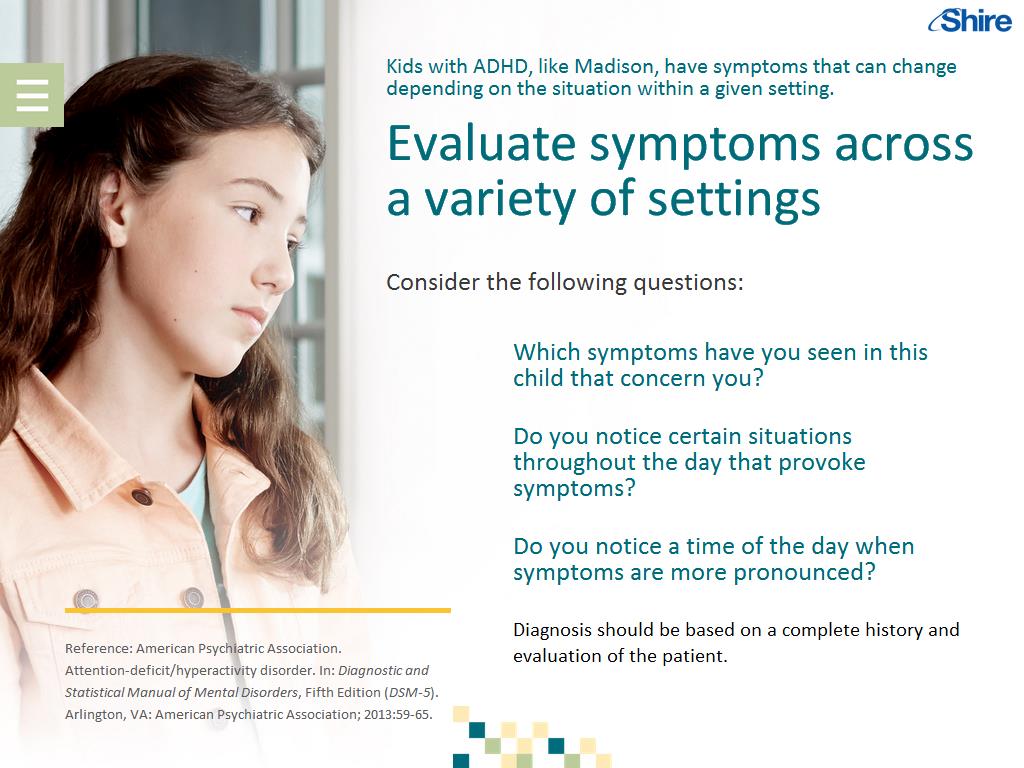 Shire
Kids with ADHD, like Madison, have symptoms that can change
depending on the situation within a given setting.
Evaluate symptoms across
a variety of settings
Consider the following questions:
Which symptoms have you seen in this
child that concern you?
Do you notice certain situations
throughout the day that provoke
symptoms?
Do you notice a time of the day when
symptoms are more pronounced?
Diagnosis should be based on a complete history and
evaluation of the patient.
Reference: American Psychiatric Association.
Attention-deficit/hyperactivity disorder. In: Diagnostic and
Statistical Manual of Mental Disorders, Fifth Edition (DSM-5).
Arlington, VA: American Psychiatric Association; 2013:59-65.